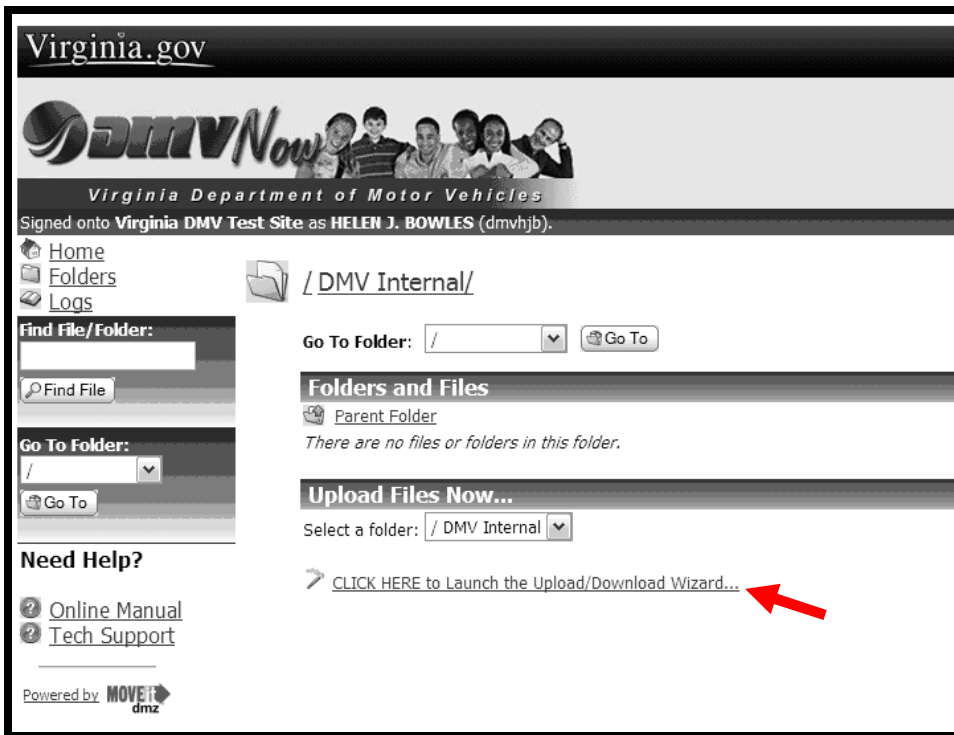 Virginia.gov
DMVNow
Virginia Department of Motor Vehicles
Signed onto Virginia DMV Test Site as HELEN J. BOWLES (dmvhjb).
Home
Folders
Logs
Find File/Folder:
Find File
Go To Folder:
/
Go To
Need Help?
Online Manual
Tech Support
Powered by MOVEit dmz
/ DMV Internal/
Go To Folder: / Go To
Folders and Files
Parent Folder
There are no files or folders in this folder.
Upload Files Now...
Select a folder: / DMV Internal
CLICK HERE to Launch the Upload/Download Wizard...